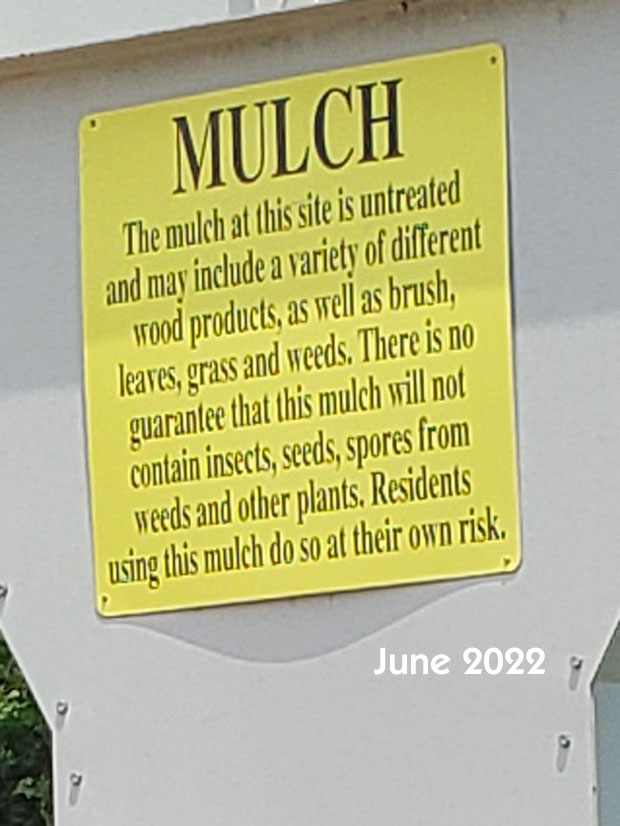 MULCH
The mulch at this site is untreated
and may include a variety of different
wood products, as well as brush,
leaves, grass and weeds. There is no
guarantee that this mulch will not
contain insects, seeds, spores from
weeds and other plants. Residents
using this mulch do so at their own risk.
June 2022